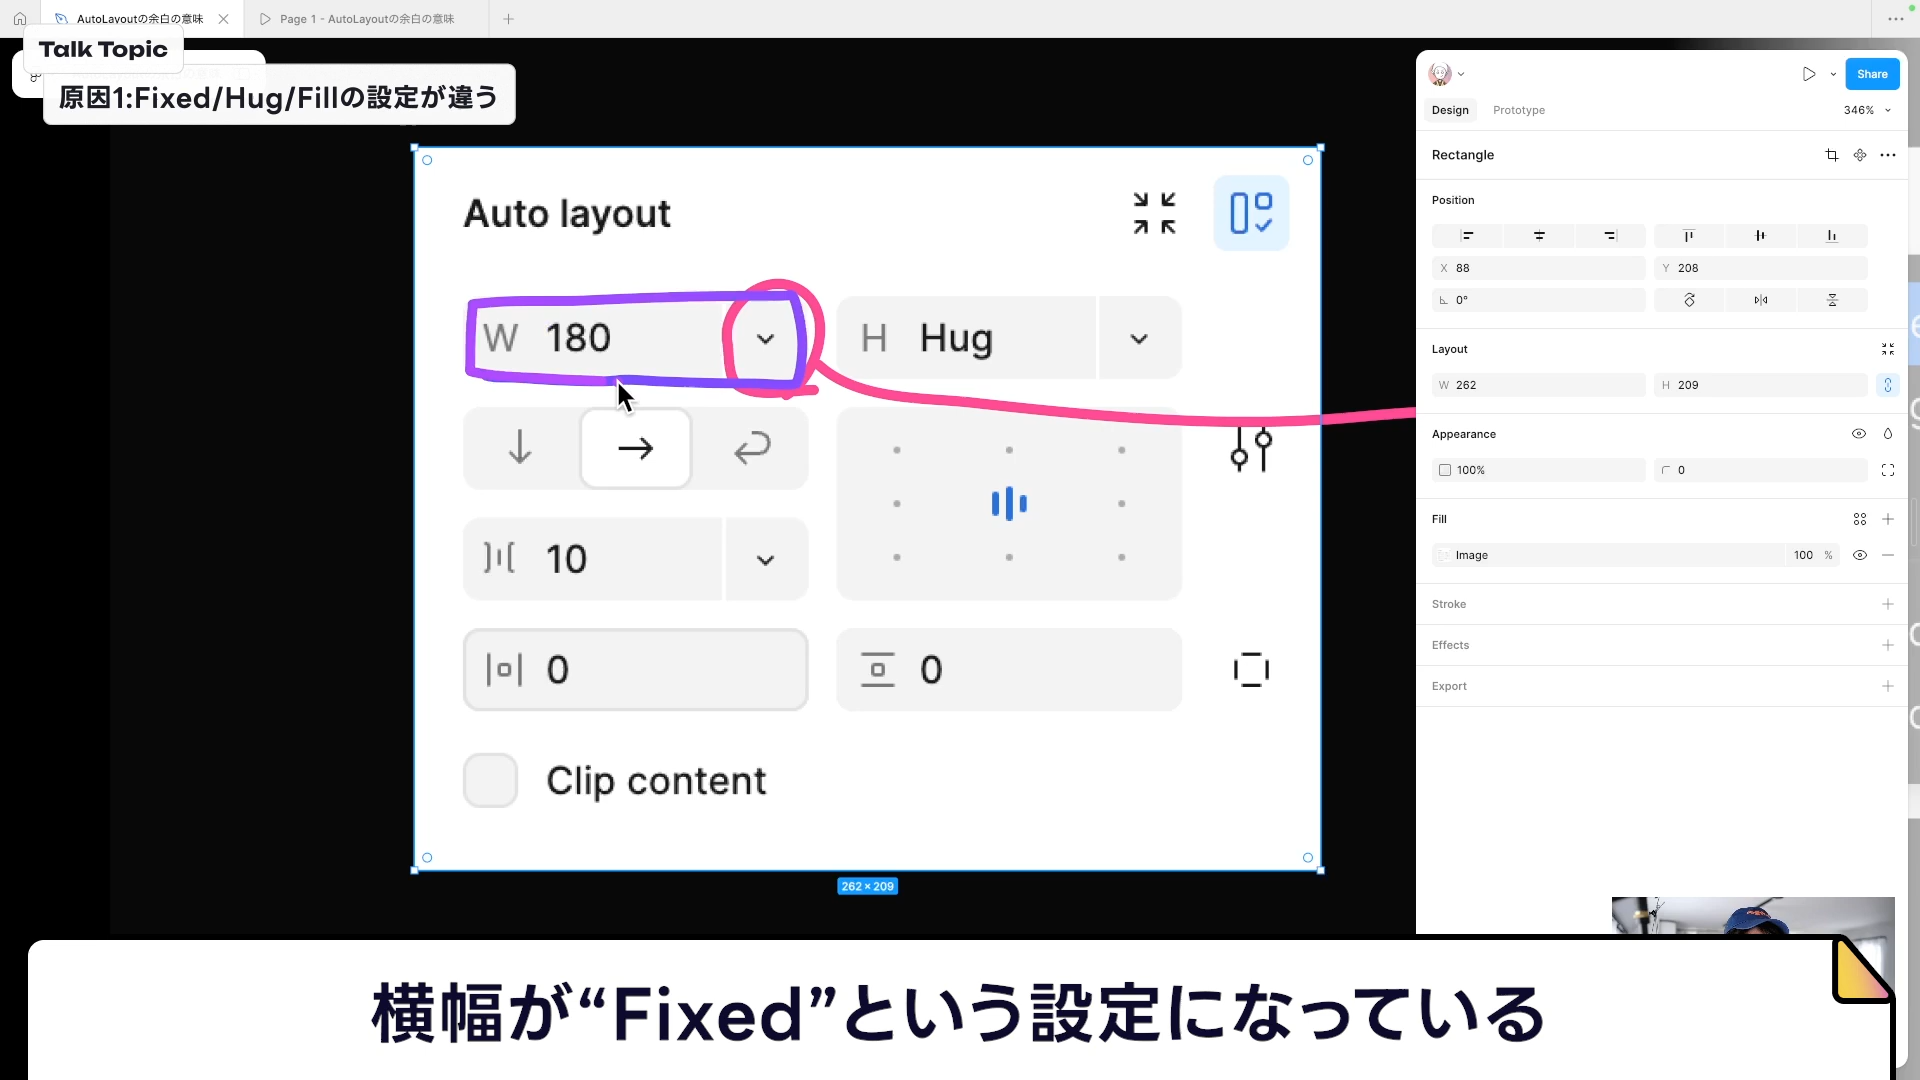 AutoLayoutの余白の意味
Page 1 - AutoLayoutの余白の意味
Talk Topic
原因1:Fixed/Hug/Fillの設定が違う
Auto layout
W 180
H Hug
10
0
0
Clip content
262 × 209
Share
Design
Prototype
346%
Rectangle
Position
X 88
Y 208
0°
Layout
W 262
H 209
Appearance
100%
0
Fill
Image
100 %
Stroke
Effects
Export
横幅が“Fixed”という設定になっている